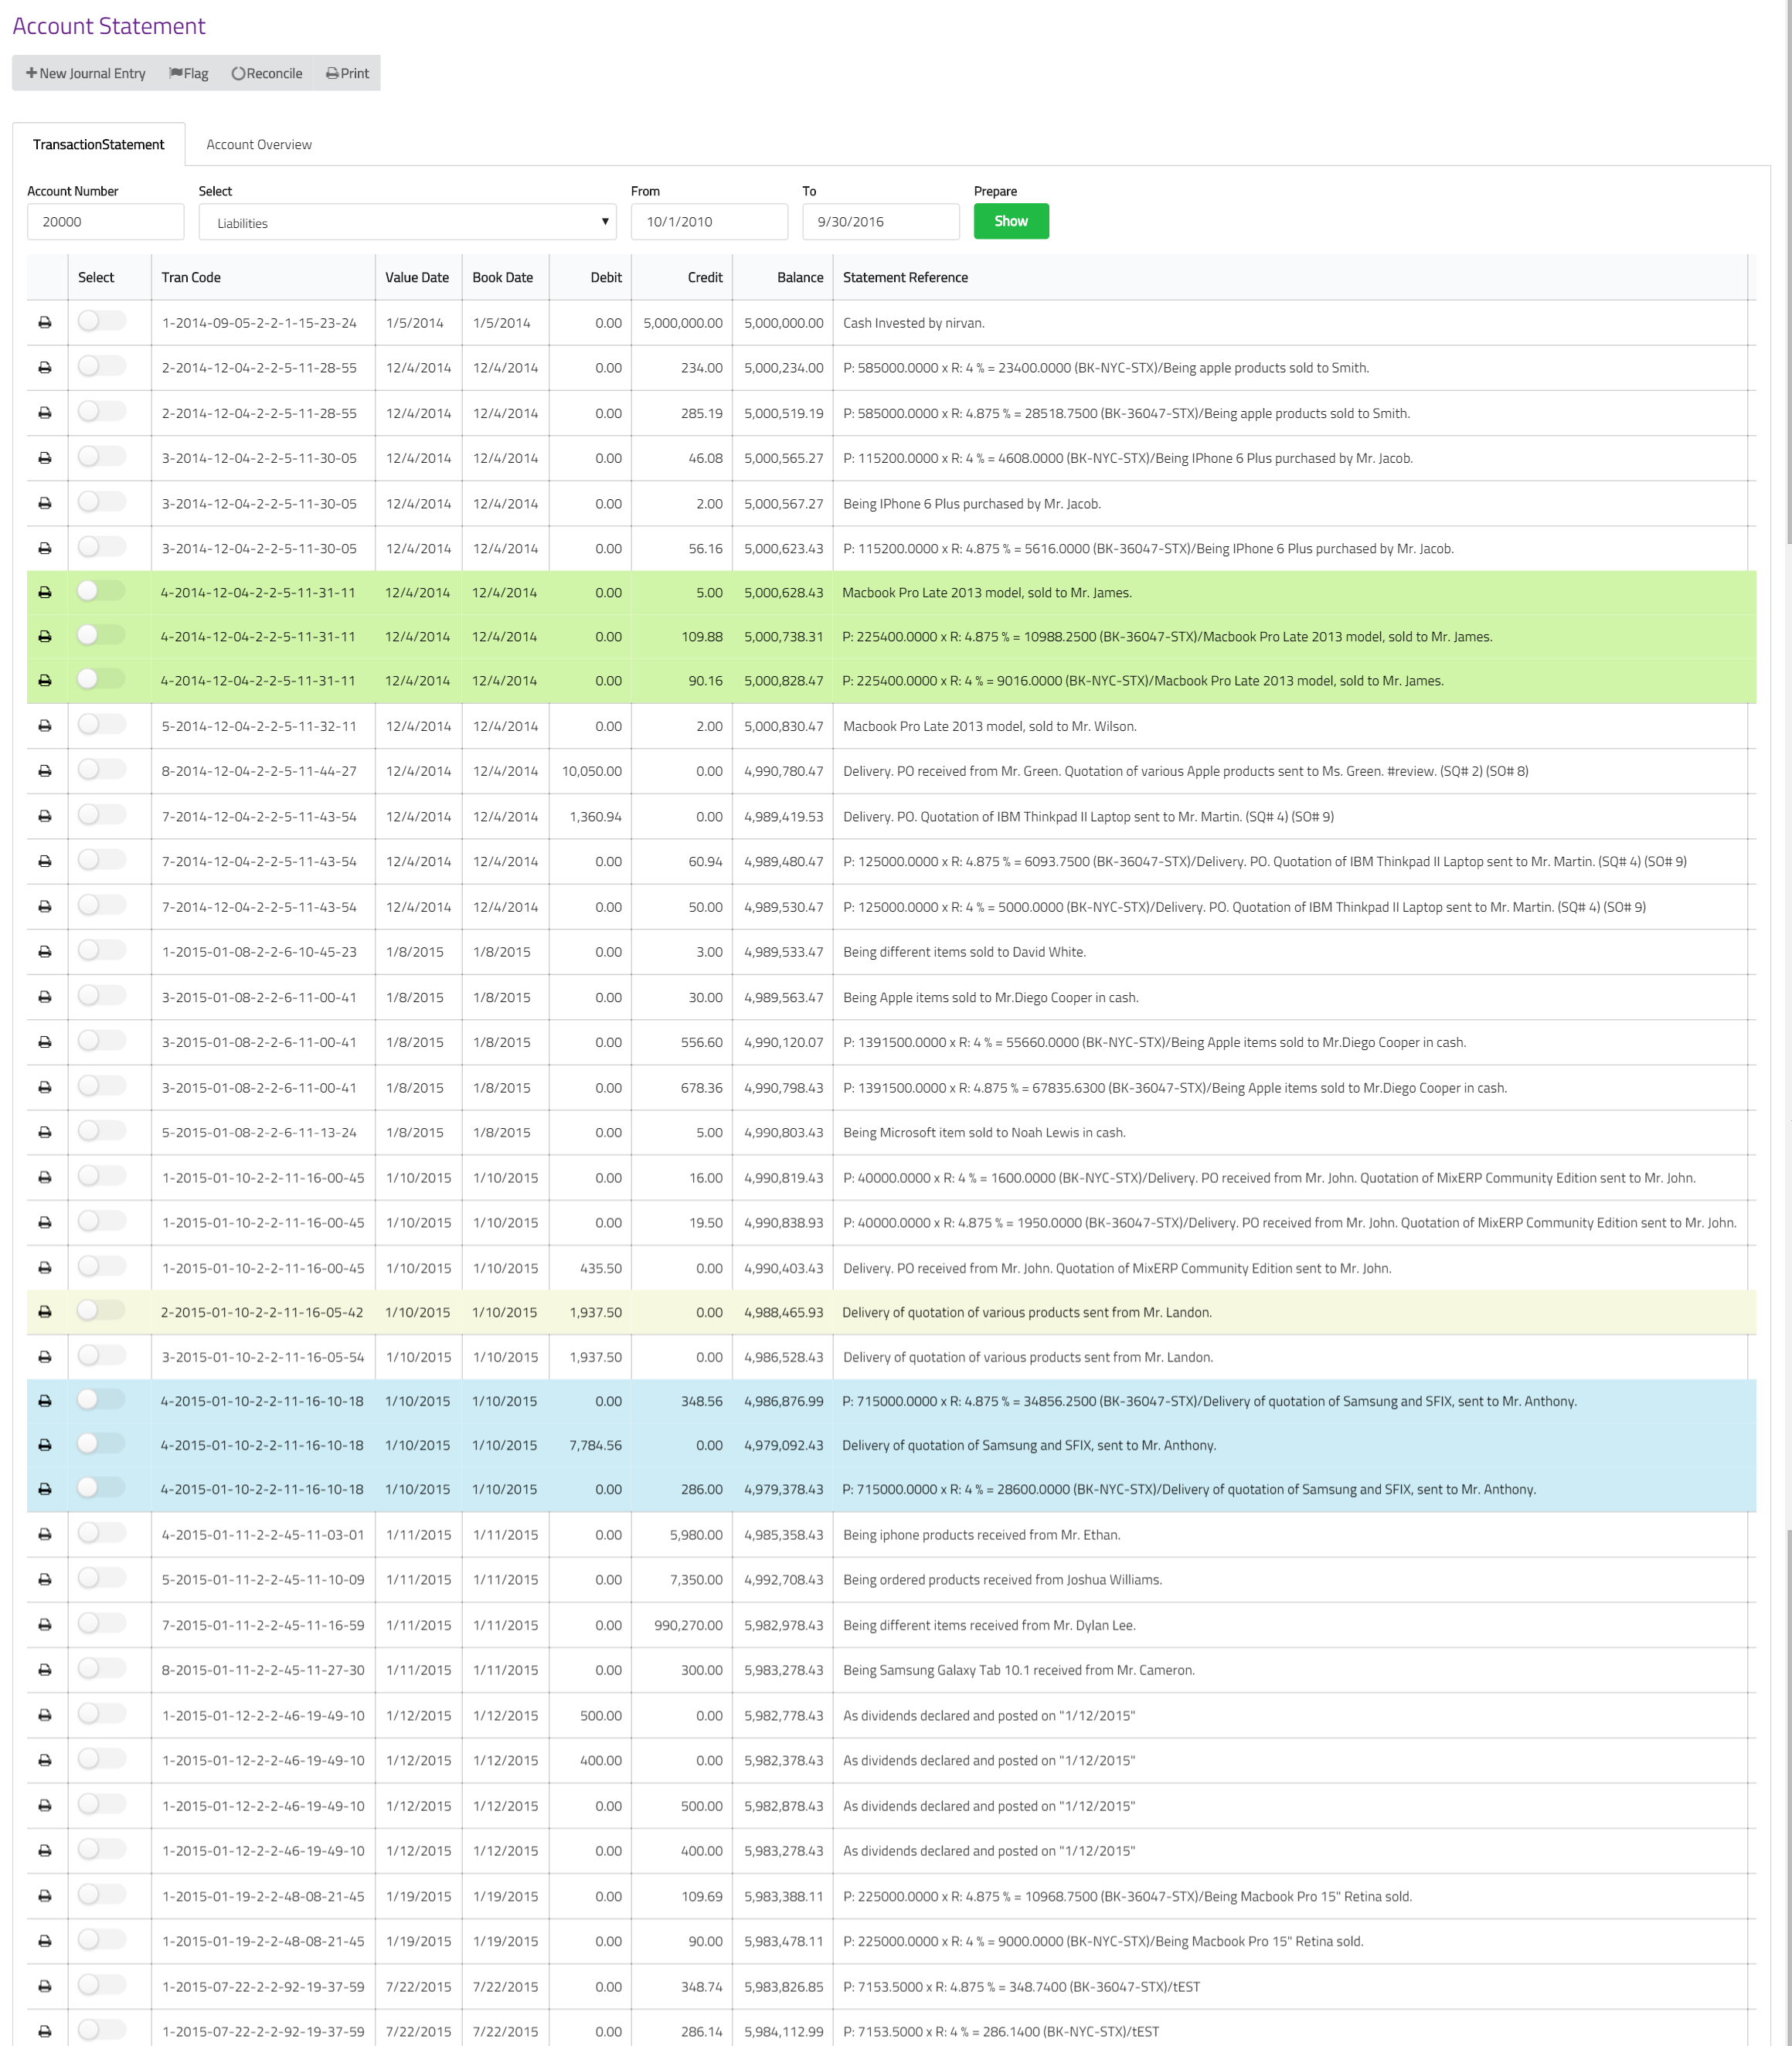 Account Statement
New Journal Entry Flag Reconcile Print
TransactionStatement Account Overview
Account Number Select From To Prepare
20000 Liabilities 10/1/2010 9/30/2016 Show
Select Tran Code Value Date Book Date Debit Credit Balance Statement Reference
1-2014-09-05-2-2-1-15-23-24 1/5/2014 1/5/2014 0.00 5,000,000.00 5,000,000.00 Cash Invested by nirvan.
2-2014-12-04-2-2-5-11-28-55 12/4/2014 12/4/2014 0.00 234.00 5,000,234.00 P: 585000.0000 x R: 4 % = 23400.0000 (BK-NYC-STX)/Being apple products sold to Smith.
2-2014-12-04-2-2-5-11-28-55 12/4/2014 12/4/2014 0.00 285.19 5,000,519.19 P: 585000.0000 x R: 4.875 % = 28518.7500 (BK-36047-STX)/Being apple products sold to Smith.
3-2014-12-04-2-2-5-11-30-05 12/4/2014 12/4/2014 0.00 46.08 5,000,565.27 P: 115200.0000 x R: 4 % = 4608.0000 (BK-NYC-STX)/Being IPhone 6 Plus purchased by Mr. Jacob.
3-2014-12-04-2-2-5-11-30-05 12/4/2014 12/4/2014 0.00 2.00 5,000,567.27 Being IPhone 6 Plus purchased by Mr. Jacob.
3-2014-12-04-2-2-5-11-30-05 12/4/2014 12/4/2014 0.00 56.16 5,000,623.43 P: 115200.0000 x R: 4.875 % = 5616.0000 (BK-36047-STX)/Being IPhone 6 Plus purchased by Mr. Jacob.
4-2014-12-04-2-2-5-11-31-11 12/4/2014 12/4/2014 0.00 5.00 5,000,628.43 Macbook Pro Late 2013 model, sold to Mr. James.
4-2014-12-04-2-2-5-11-31-11 12/4/2014 12/4/2014 0.00 109.88 5,000,738.31 P: 225400.0000 x R: 4.875 % = 10988.2500 (BK-36047-STX)/Macbook Pro Late 2013 model, sold to Mr. James.
4-2014-12-04-2-2-5-11-31-11 12/4/2014 12/4/2014 0.00 90.16 5,000,828.47 P: 225400.0000 x R: 4 % = 9016.0000 (BK-NYC-STX)/Macbook Pro Late 2013 model, sold to Mr. James.
5-2014-12-04-2-2-5-11-32-11 12/4/2014 12/4/2014 0.00 2.00 5,000,830.47 Macbook Pro Late 2013 model, sold to Mr. Wilson.
8-2014-12-04-2-2-5-11-44-27 12/4/2014 12/4/2014 10,050.00 0.00 4,990,780.47 Delivery. PO received from Mr. Green. Quotation of various Apple products sent to Ms. Green. #review. (SQ# 2) (SO# 8)
7-2014-12-04-2-2-5-11-43-54 12/4/2014 12/4/2014 1,360.94 0.00 4,989,419.53 Delivery. PO. Quotation of IBM Thinkpad II Laptop sent to Mr. Martin. (SQ# 4) (SO# 9)
7-2014-12-04-2-2-5-11-43-54 12/4/2014 12/4/2014 0.00 60.94 4,989,480.47 P: 125000.0000 x R: 4.875 % = 6093.7500 (BK-36047-STX)/Delivery. PO. Quotation of IBM Thinkpad II Laptop sent to Mr. Martin. (SQ# 4) (SO# 9)
7-2014-12-04-2-2-5-11-43-54 12/4/2014 12/4/2014 0.00 50.00 4,989,530.47 P: 125000.0000 x R: 4 % = 5000.0000 (BK-NYC-STX)/Delivery. PO. Quotation of IBM Thinkpad II Laptop sent to Mr. Martin. (SQ# 4) (SO# 9)
1-2015-01-08-2-2-6-10-45-23 1/8/2015 1/8/2015 0.00 3.00 4,989,533.47 Being different items sold to David White.
3-2015-01-08-2-2-6-11-00-41 1/8/2015 1/8/2015 0.00 30.00 4,989,563.47 Being Apple items sold to Mr.Diego Cooper in cash.
3-2015-01-08-2-2-6-11-00-41 1/8/2015 1/8/2015 0.00 556.60 4,990,120.07 P: 1391500.0000 x R: 4 % = 55660.0000 (BK-NYC-STX)/Being Apple items sold to Mr.Diego Cooper in cash.
3-2015-01-08-2-2-6-11-00-41 1/8/2015 1/8/2015 0.00 678.36 4,990,798.43 P: 1391500.0000 x R: 4.875 % = 67835.6300 (BK-36047-STX)/Being Apple items sold to Mr.Diego Cooper in cash.
5-2015-01-08-2-2-6-11-13-24 1/8/2015 1/8/2015 0.00 5.00 4,990,803.43 Being Microsoft item sold to Noah Lewis in cash.
1-2015-01-10-2-2-11-16-00-45 1/10/2015 1/10/2015 0.00 16.00 4,990,819.43 P: 40000.0000 x R: 4 % = 1600.0000 (BK-NYC-STX)/Delivery. PO received from Mr. John. Quotation of MixERP Community Edition sent to Mr. John.
1-2015-01-10-2-2-11-16-00-45 1/10/2015 1/10/2015 0.00 19.50 4,990,838.93 P: 40000.0000 x R: 4.875 % = 1950.0000 (BK-36047-STX)/Delivery. PO received from Mr. John. Quotation of MixERP Community Edition sent to Mr. John.
1-2015-01-10-2-2-11-16-00-45 1/10/2015 1/10/2015 435.50 0.00 4,990,403.43 Delivery. PO received from Mr. John. Quotation of MixERP Community Edition sent to Mr. John.
2-2015-01-10-2-2-11-16-05-42 1/10/2015 1/10/2015 1,937.50 0.00 4,988,465.93 Delivery of quotation of various products sent from Mr. Landon.
3-2015-01-10-2-2-11-16-05-54 1/10/2015 1/10/2015 1,937.50 0.00 4,986,528.43 Delivery of quotation of various products sent from Mr. Landon.
4-2015-01-10-2-2-11-16-10-18 1/10/2015 1/10/2015 0.00 348.56 4,986,876.99 P: 715000.0000 x R: 4.875 % = 34856.2500 (BK-36047-STX)/Delivery of quotation of Samsung and SFIX, sent to Mr. Anthony.
4-2015-01-10-2-2-11-16-10-18 1/10/2015 1/10/2015 7,784.56 0.00 4,979,092.43 Delivery of quotation of Samsung and SFIX, sent to Mr. Anthony.
4-2015-01-10-2-2-11-16-10-18 1/10/2015 1/10/2015 0.00 286.00 4,979,378.43 P: 715000.0000 x R: 4 % = 28600.0000 (BK-NYC-STX)/Delivery of quotation of Samsung and SFIX, sent to Mr. Anthony.
4-2015-01-11-2-2-45-11-03-01 1/11/2015 1/11/2015 0.00 5,980.00 4,985,358.43 Being iphone products received from Mr. Ethan.
5-2015-01-11-2-2-45-11-10-09 1/11/2015 1/11/2015 0.00 7,350.00 4,992,708.43 Being ordered products received from Joshua Williams.
7-2015-01-11-2-2-45-11-16-59 1/11/2015 1/11/2015 0.00 990,270.00 5,982,978.43 Being different items received from Mr. Dylan Lee.
8-2015-01-11-2-2-45-11-27-30 1/11/2015 1/11/2015 0.00 300.00 5,983,278.43 Being Samsung Galaxy Tab 10.1 received from Mr. Cameron.
1-2015-01-12-2-2-46-19-49-10 1/12/2015 1/12/2015 500.00 0.00 5,982,778.43 As dividends declared and posted on "1/12/2015"
1-2015-01-12-2-2-46-19-49-10 1/12/2015 1/12/2015 400.00 0.00 5,982,378.43 As dividends declared and posted on "1/12/2015"
1-2015-01-12-2-2-46-19-49-10 1/12/2015 1/12/2015 0.00 500.00 5,982,878.43 As dividends declared and posted on "1/12/2015"
1-2015-01-12-2-2-46-19-49-10 1/12/2015 1/12/2015 0.00 400.00 5,983,278.43 As dividends declared and posted on "1/12/2015"
1-2015-01-19-2-2-48-08-21-45 1/19/2015 1/19/2015 0.00 109.69 5,983,388.11 P: 225000.0000 x R: 4.875 % = 10968.7500 (BK-36047-STX)/Being Macbook Pro 15" Retina sold.
1-2015-01-19-2-2-48-08-21-45 1/19/2015 1/19/2015 0.00 90.00 5,983,478.11 P: 225000.0000 x R: 4 % = 9000.0000 (BK-NYC-STX)/Being Macbook Pro 15" Retina sold.
1-2015-07-22-2-2-92-19-37-59 7/22/2015 7/22/2015 0.00 348.74 5,983,826.85 P: 7153.5000 x R: 4.875 % = 348.7400 (BK-36047-STX)/tEST
1-2015-07-22-2-2-92-19-37-59 7/22/2015 7/22/2015 0.00 286.14 5,984,112.99 P: 7153.5000 x R: 4 % = 286.1400 (BK-NYC-STX)/tEST